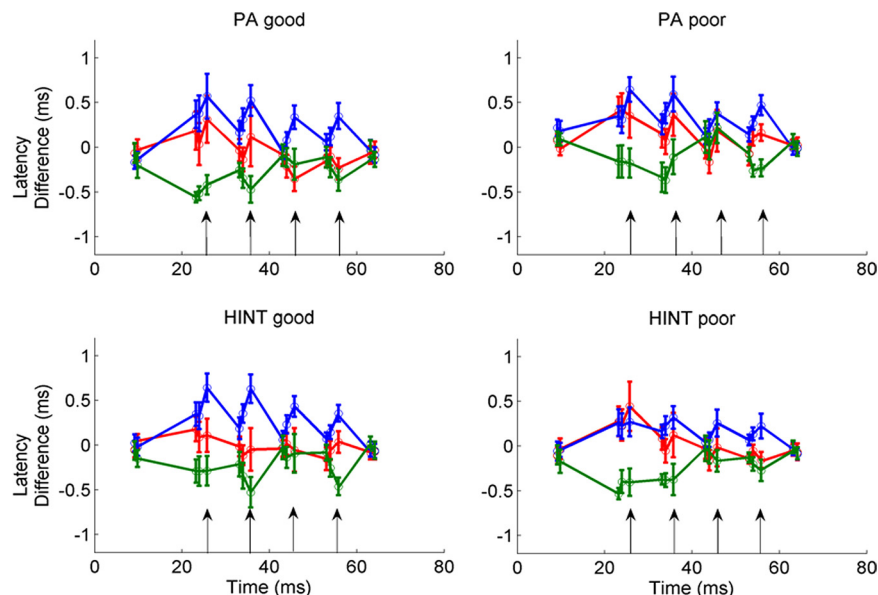 PA good
PA poor
Latency
Difference (ms)
1
0.5
0
-0.5
-1
0 20 40 60 80
1
0.5
0
-0.5
-1
0 20 40 60 80
HINT good
HINT poor
Latency
Difference (ms)
1
0.5
0
-0.5
-1
0 20 40 60 80
Time (ms)
1
0.5
0
-0.5
-1
0 20 40 60 80
Time (ms)